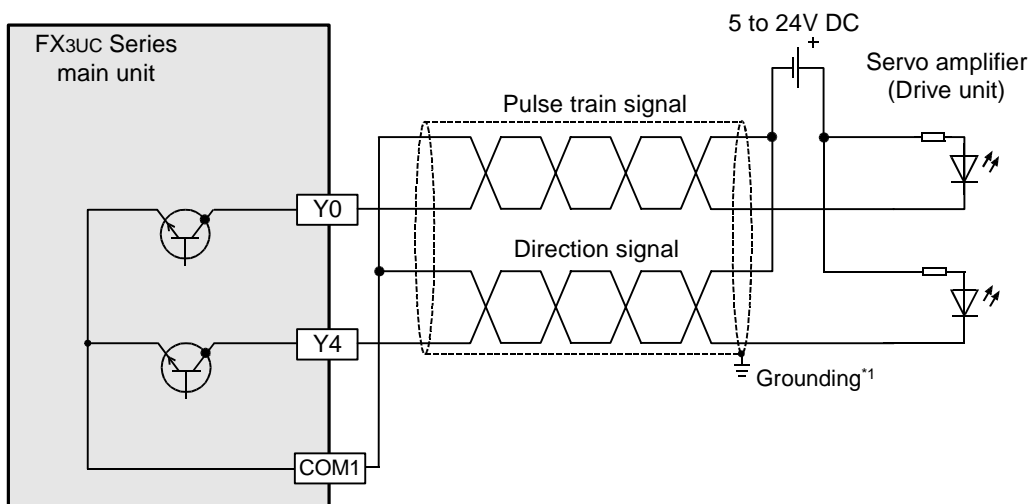 FX3UC Series
main unit
5 to 24V DC
+
Servo amplifier
(Drive unit)
Pulse train signal
Y0
Direction signal
Y4
Grounding*1
COM1